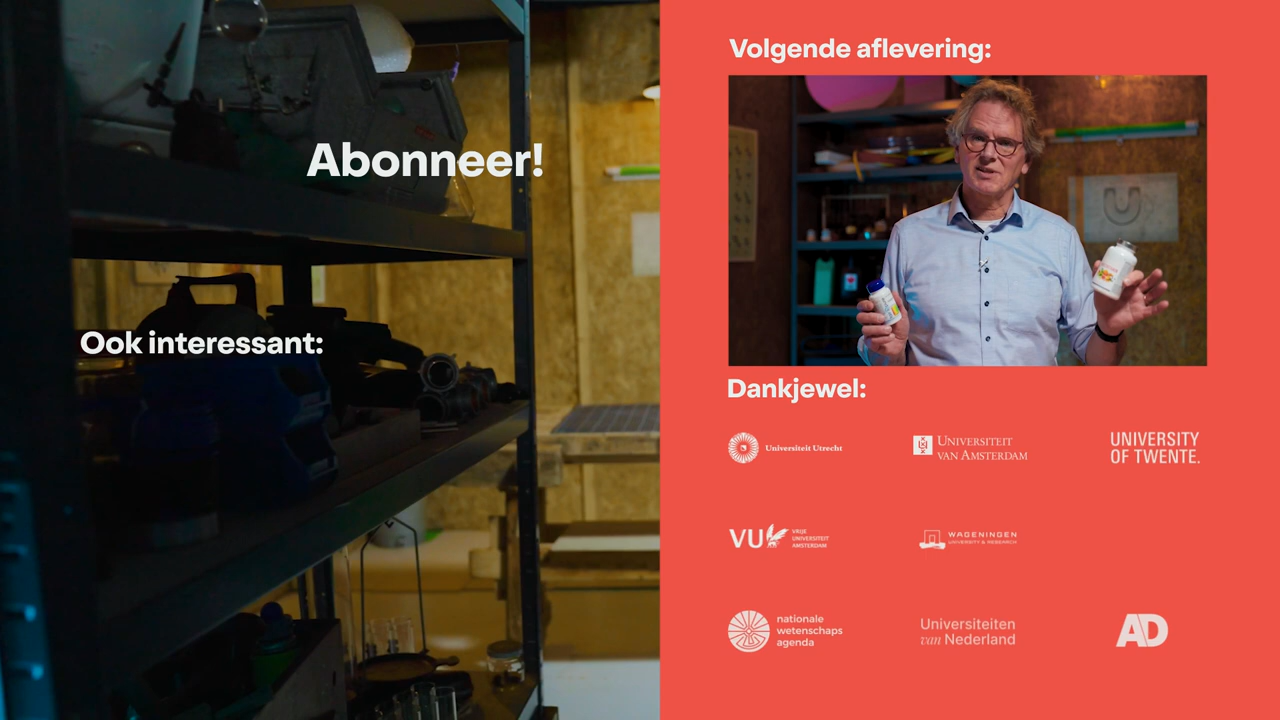 Abonneer!
Ook interessant:
Volgende aflevering:
Dankjewel:
Universiteit Utrecht
UNIVERSITEIT
VAN AMSTERDAM
UNIVERSITY
OF TWENTE.
VU
VRIJE
UNIVERSITEIT
AMSTERDAM
WAGENINGEN
UNIVERSITY & RESEARCH
nationale
wetenschaps
agenda
Universiteiten
van Nederland
AD